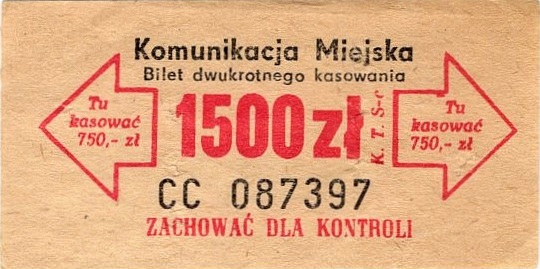 Komunikacja Miejska
Bilet dwukrotnego kasowania
Tu
kasować
750,- zł
1500 zł
K. T. S-c
Tu
kasować
750,- zł
CC 087397
ZACHOWAĆ DLA KONTROLI